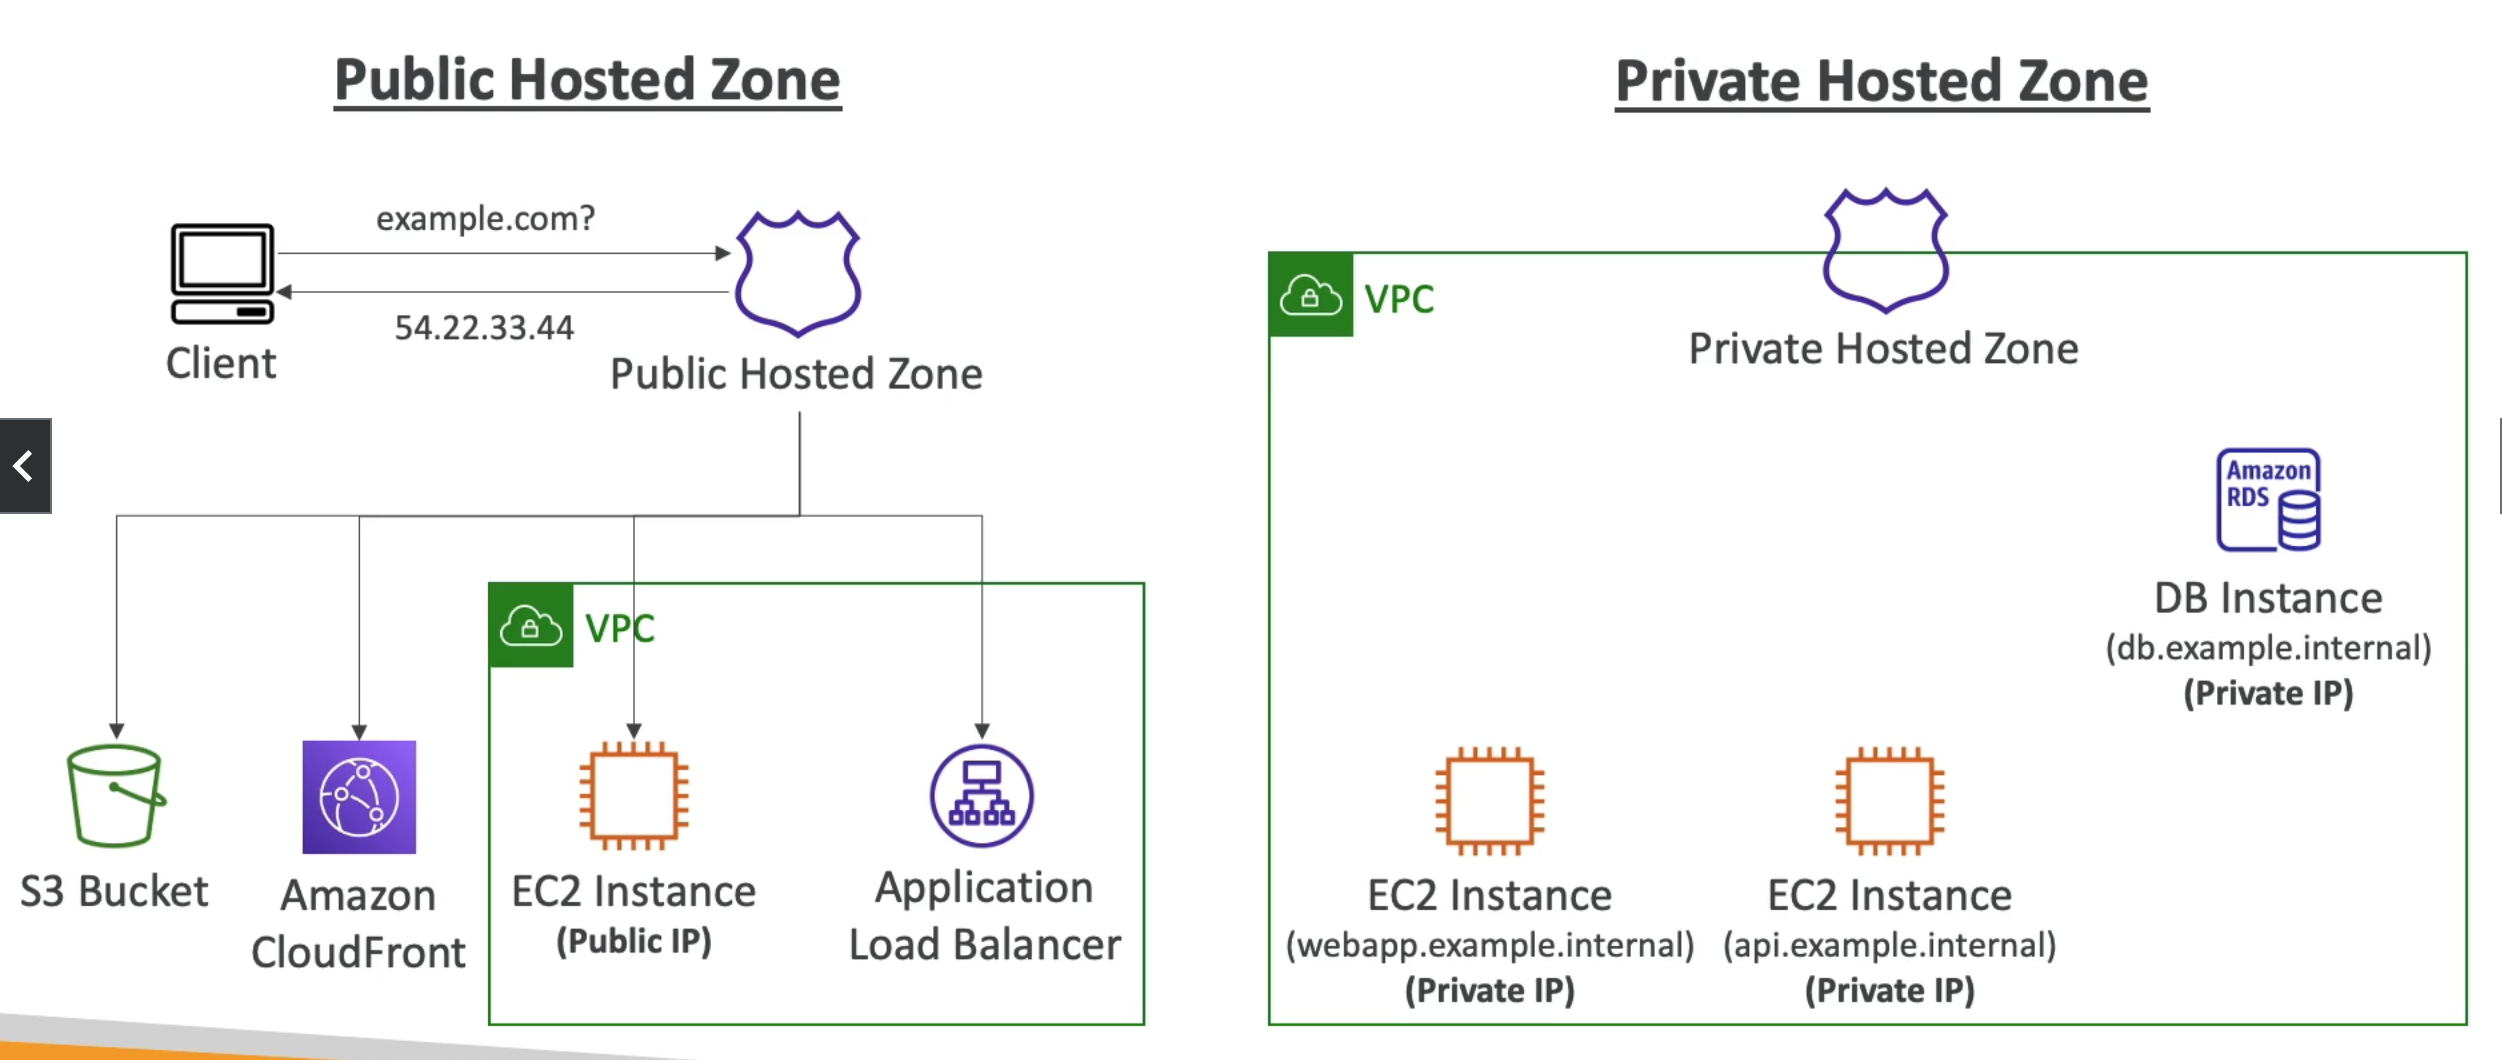 Public Hosted Zone
example.com?
54.22.33.44
Client
Public Hosted Zone
VPC
S3 Bucket
Amazon
CloudFront
EC2 Instance
(Public IP)
Application
Load Balancer
Private Hosted Zone
VPC
Private Hosted Zone
Amazon
RDS
DB Instance
(db.example.internal)
(Private IP)
EC2 Instance
(webapp.example.internal)
(Private IP)
EC2 Instance
(api.example.internal)
(Private IP)